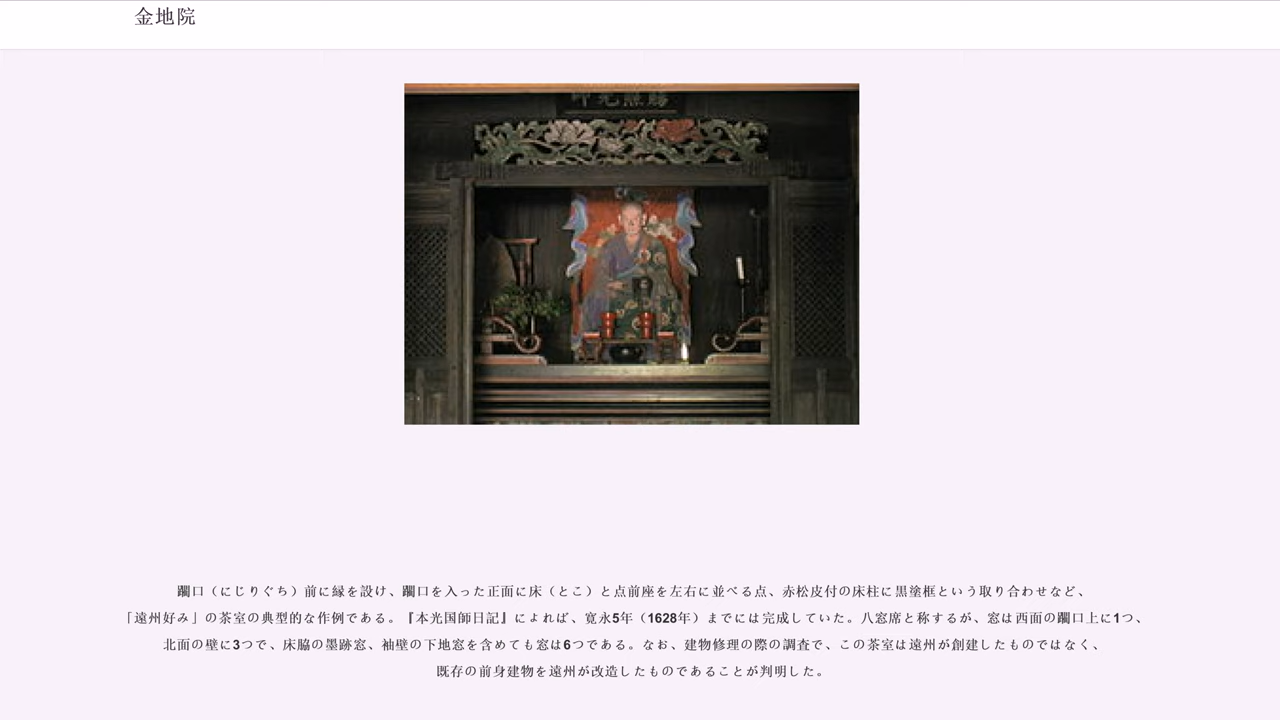 金地院
躙口（にじりぐち）前に縁を設け、躙口を入った正面に床（とこ）と点前座を左右に並べる点、赤松皮付の床柱に黒塗框という取り合わせなど、
「遠州好み」の茶室の典型的な作例である。『本光国師日記』によれば、寛永5年（1628年）までには完成していた。八窓席と称するが、窓は西面の躙口上に1つ、
北面の壁に3つで、床脇の墨跡窓、袖壁の下地窓を含めても窓は6つである。なお、建物修理の際の調査で、この茶室は遠州が創建したものではなく、
既存の前身建物を遠州が改造したものであることが判明した。